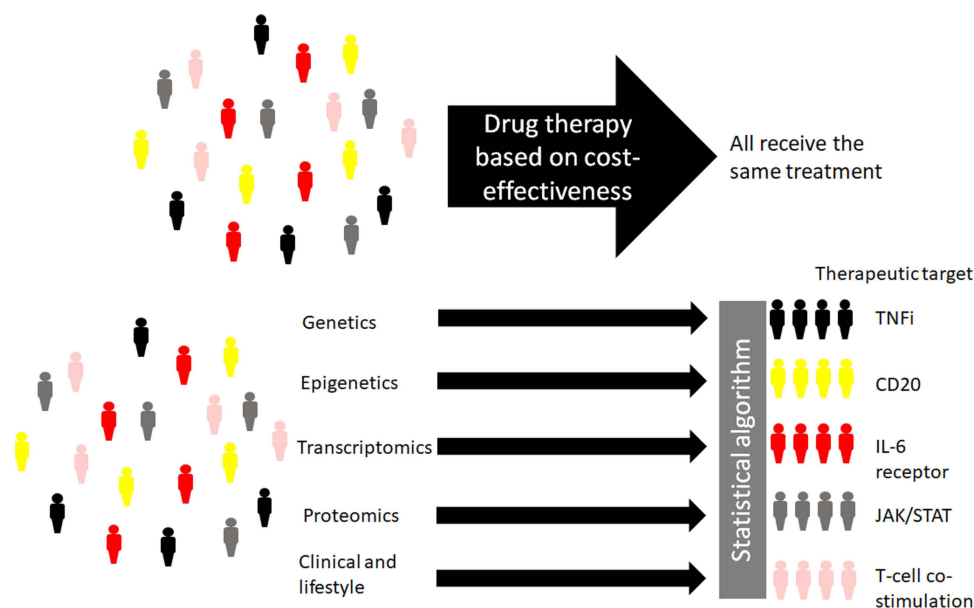 Drug therapy
based on cost-
effectiveness
All receive the
same treatment
Therapeutic target
Genetics
Epigenetics
Transcriptomics
Proteomics
Clinical and
lifestyle
Statistical algorithm
TNFi
CD20
IL-6
receptor
JAK/STAT
T-cell co-
stimulation